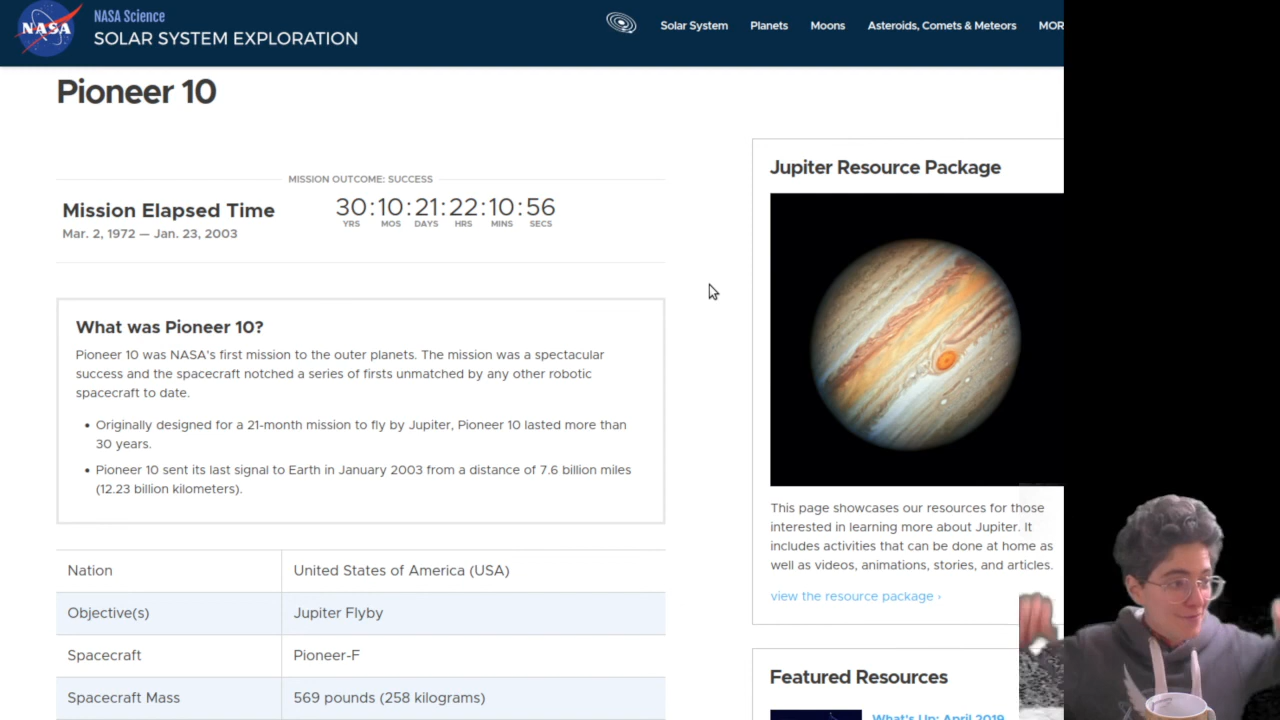 NASA
NASA Science
SOLAR SYSTEM EXPLORATION
Solar System
Planets
Moons
Asteroids, Comets & Meteors
MOR
Pioneer 10
MISSION OUTCOME: SUCCESS
Mission Elapsed Time
Mar. 2, 1972 — Jan. 23, 2003
30:10:21:22:10:56
YRS MOS DAYS HRS MINS SECS
What was Pioneer 10?
Pioneer 10 was NASA's first mission to the outer planets. The mission was a spectacular
success and the spacecraft notched a series of firsts unmatched by any other robotic
spacecraft to date.
• Originally designed for a 21-month mission to fly by Jupiter, Pioneer 10 lasted more than
30 years.
• Pioneer 10 sent its last signal to Earth in January 2003 from a distance of 7.6 billion miles
(12.23 billion kilometers).
Nation United States of America (USA)
Objective(s) Jupiter Flyby
Spacecraft Pioneer-F
Spacecraft Mass 569 pounds (258 kilograms)
Jupiter Resource Package
This page showcases our resources for those
interested in learning more about Jupiter. It
includes activities that can be done at home as
well as videos, animations, stories, and articles.
view the resource package ›
Featured Resources
What's Up: April 2019